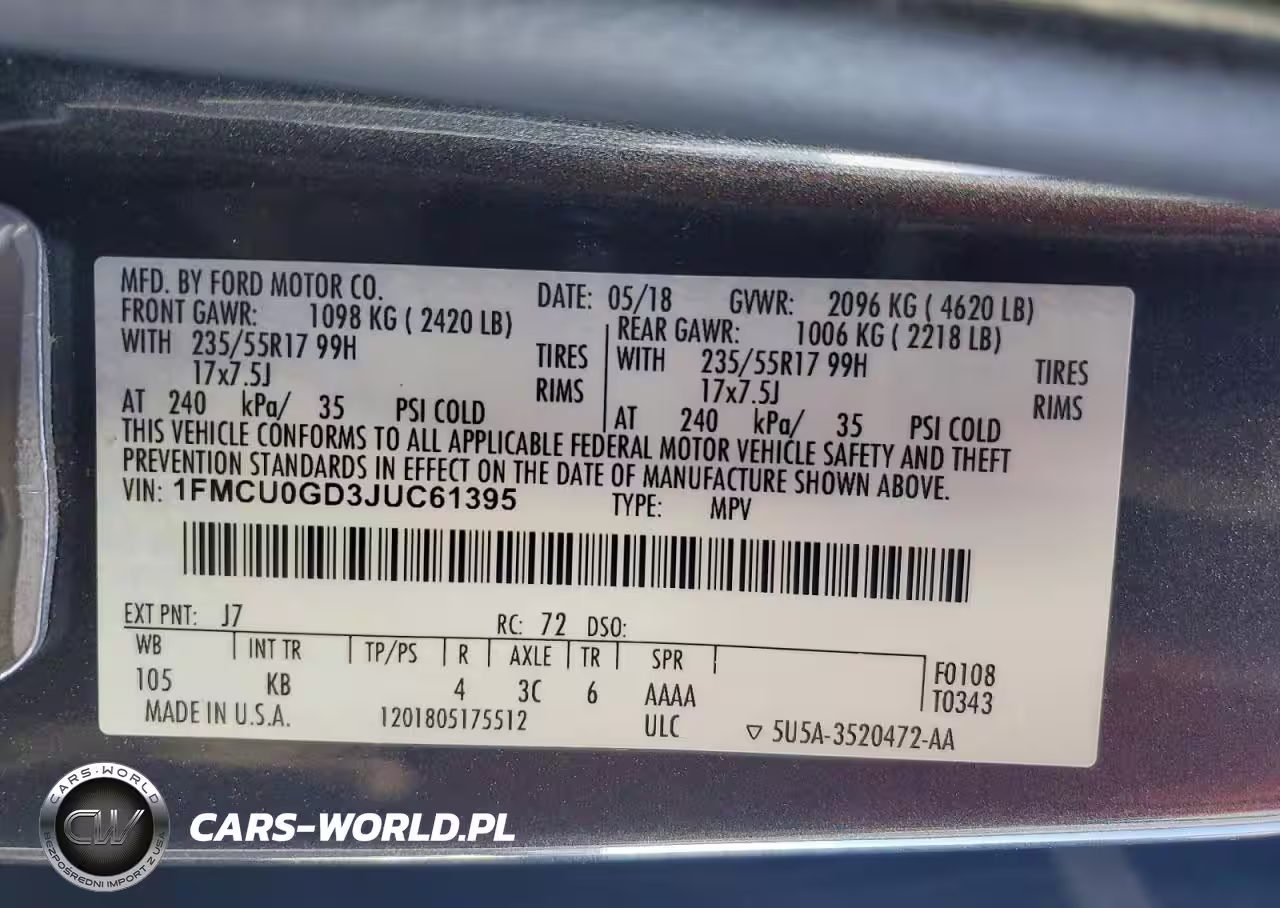 MFD. BY FORD MOTOR CO. DATE: 05/18 GVWR: 2096 KG ( 4620 LB)
FRONT GAWR: 1098 KG ( 2420 LB) REAR GAWR: 1006 KG ( 2218 LB)
WITH 235/55R17 99H TIRES WITH 235/55R17 99H TIRES
17x7.5J RIMS 17x7.5J RIMS
AT 240 kPa/ 35 PSI COLD AT 240 kPa/ 35 PSI COLD
THIS VEHICLE CONFORMS TO ALL APPLICABLE FEDERAL MOTOR VEHICLE SAFETY AND THEFT
PREVENTION STANDARDS IN EFFECT ON THE DATE OF MANUFACTURE SHOWN ABOVE.
VIN: 1FMCU0GD3JUC61395 TYPE: MPV
EXT PNT: J7 RC: 72 DSO:
WB INT TR TP/PS R AXLE TR SPR F0108
105 KB 4 3C 6 AAAA T0343
MADE IN U.S.A. 1201805175512 ULC ▽ 5U5A-3520472-AA
CARS-WORLD
CW
BEZPOŚREDNI IMPORT Z USA
CARS-WORLD.PL